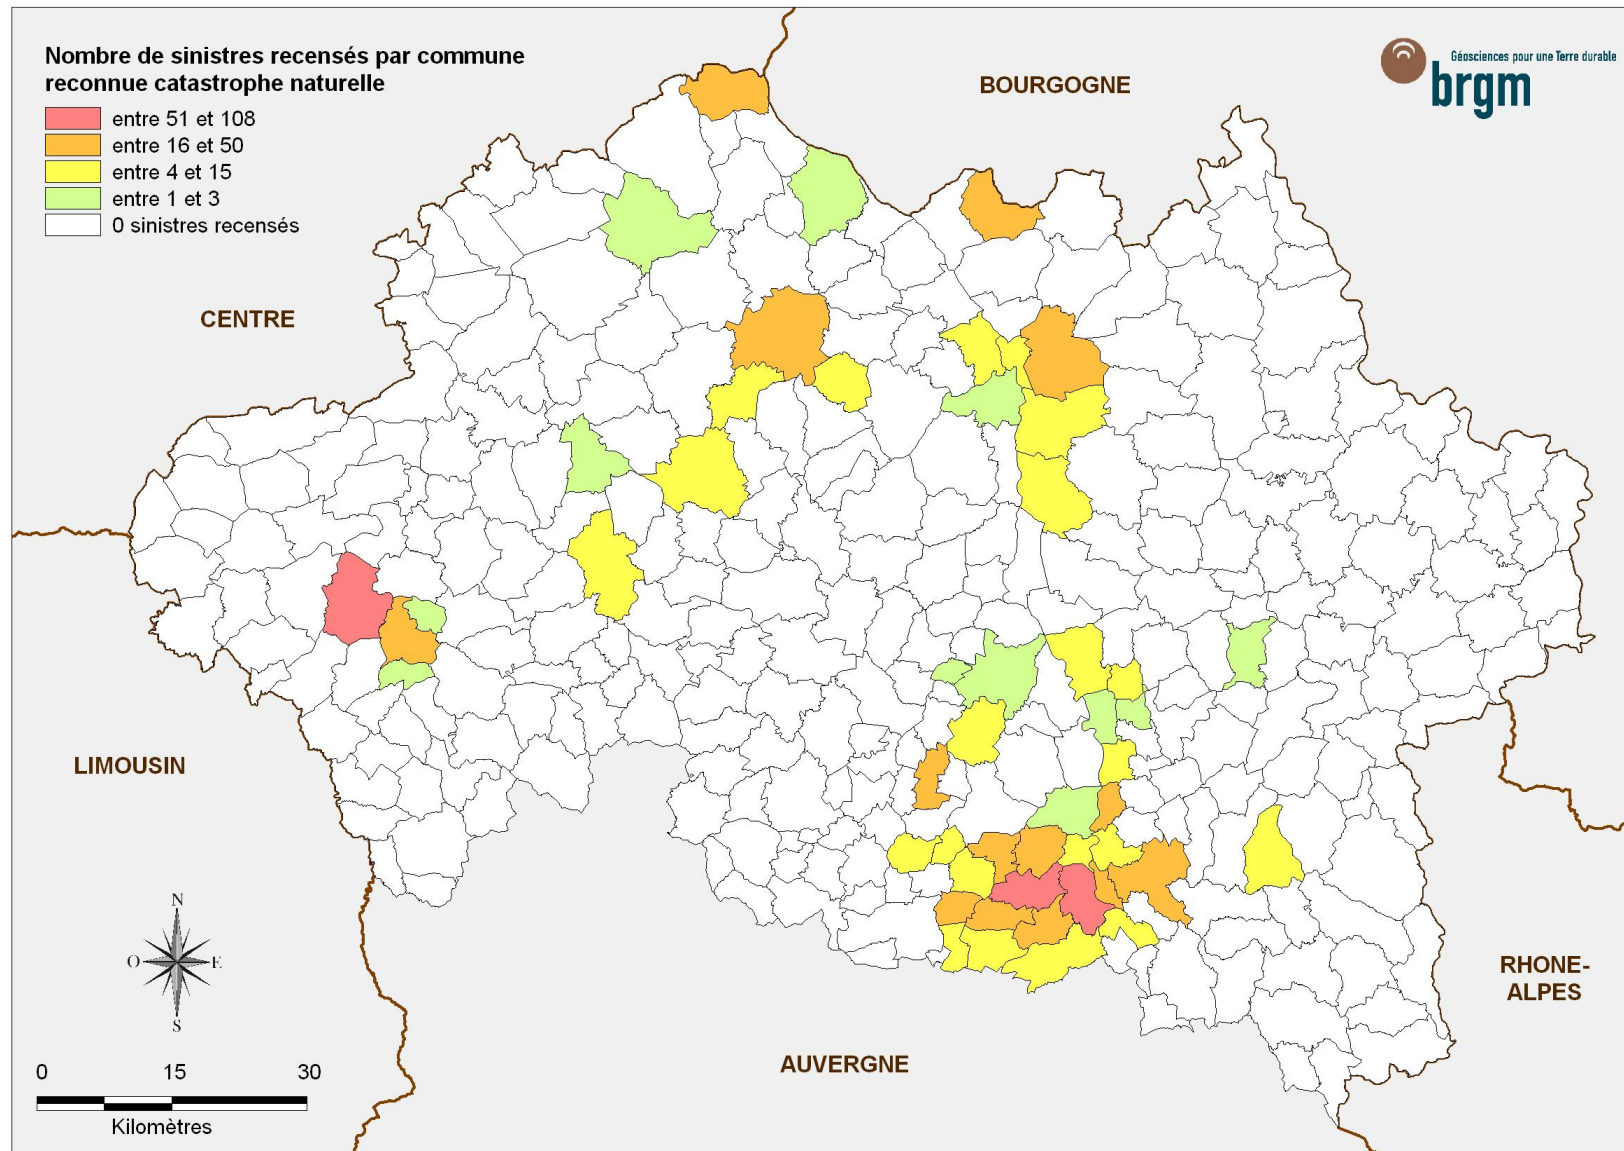 Nombre de sinistres recensés par commune
reconnue catastrophe naturelle
entre 51 et 108
entre 16 et 50
entre 4 et 15
entre 1 et 3
0 sinistres recensés
Géosciences pour une Terre durable
brgm
BOURGOGNE
CENTRE
LIMOUSIN
N
O
E
S
RHONE-
ALPES
AUVERGNE
0 15 30
Kilomètres